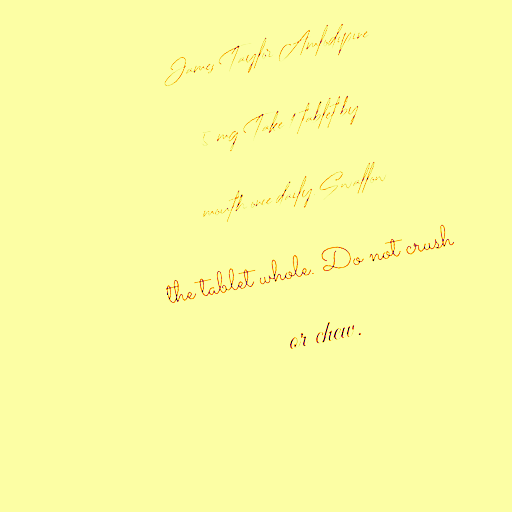 James Taylor Amlodipine
5 mg Take 1 tablet by
mouth once daily Swallow
the tablet whole. Do not crush
or chew.